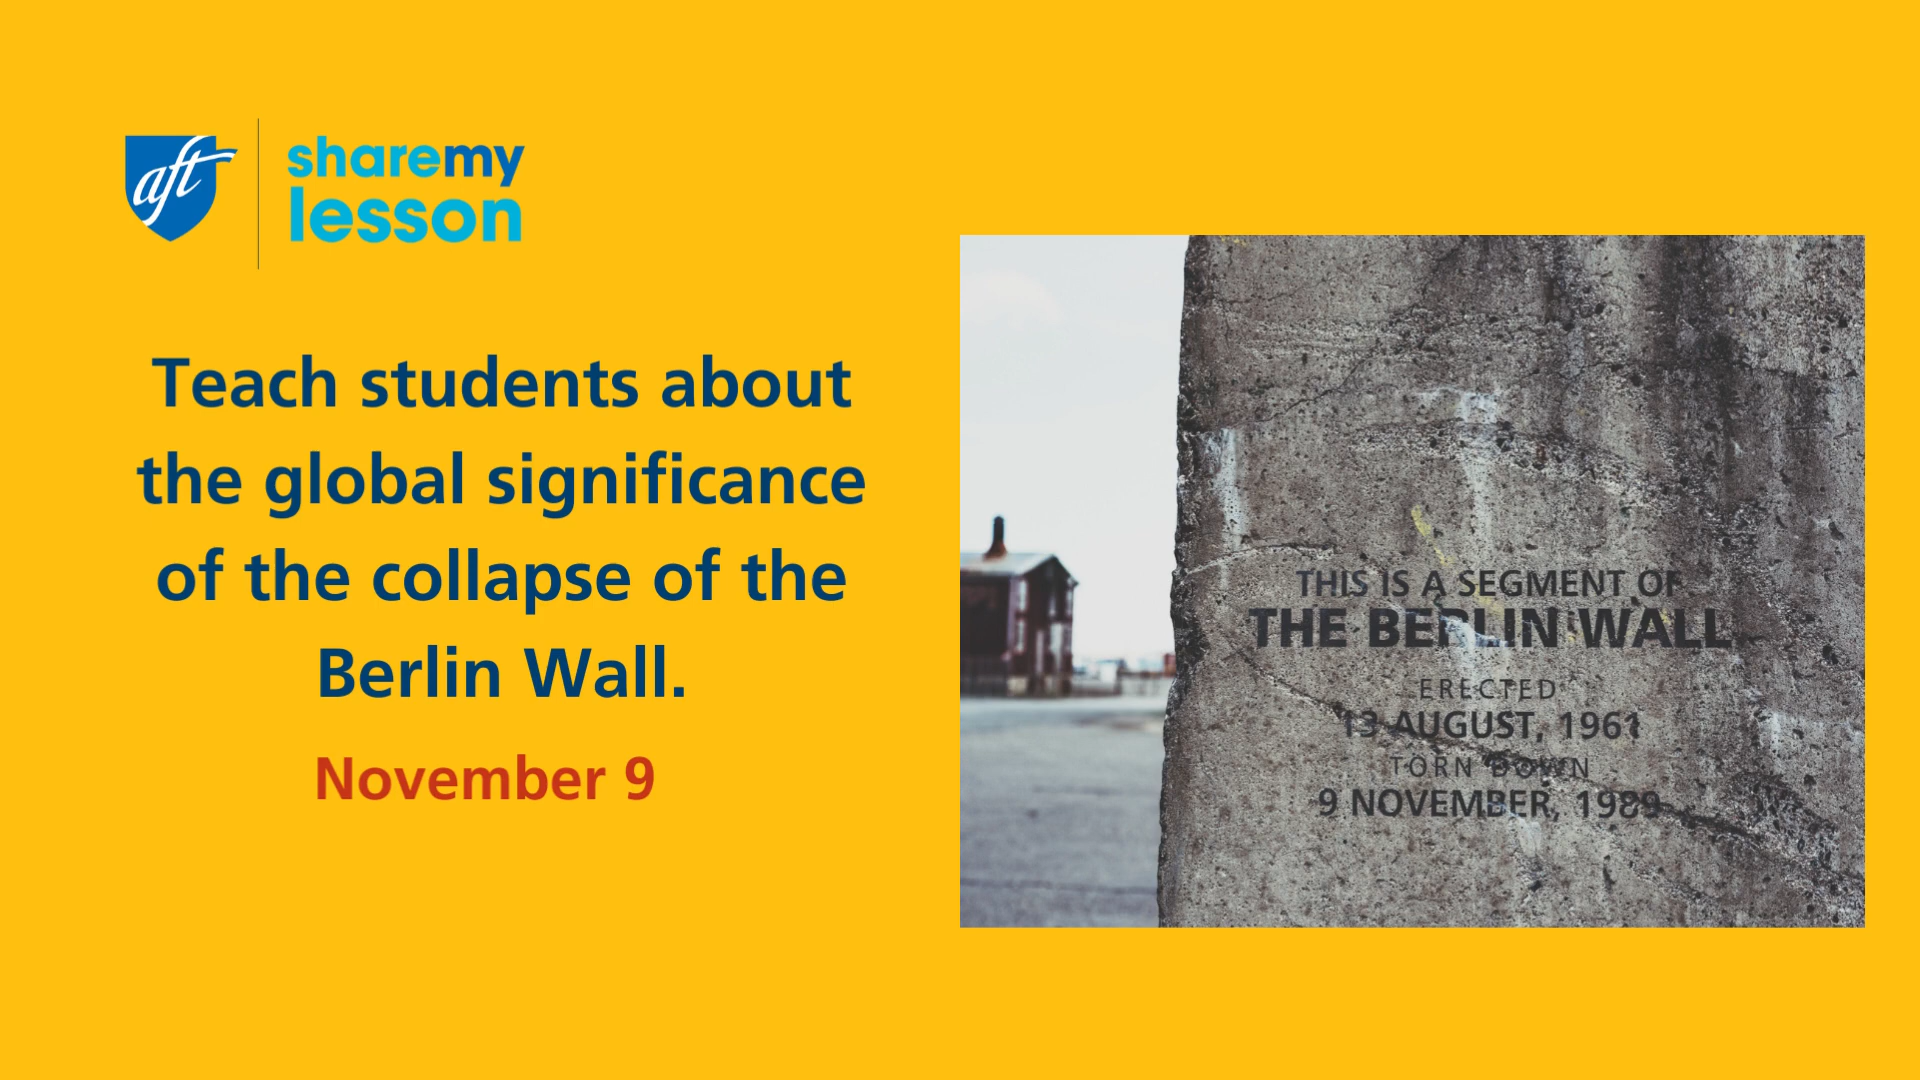 aft
sharemy
lesson
Teach students about
the global significance
of the collapse of the
Berlin Wall.
November 9
THIS IS A SEGMENT OF
THE BERLIN WALL
ERECTED
13 AUGUST, 1961
TORN DOWN
9 NOVEMBER, 1989